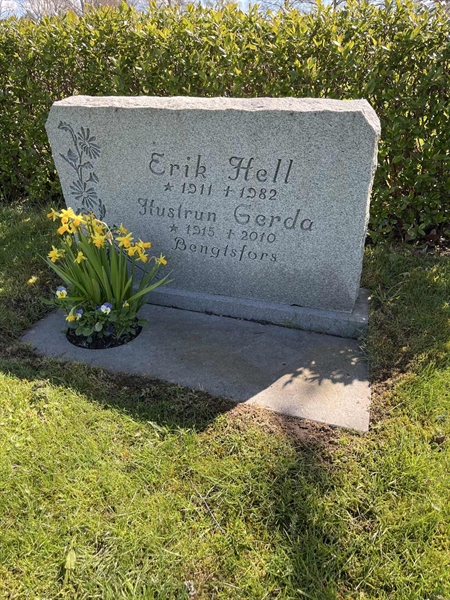 Erik Hell
* 1911 † 1982
Hustrun Gerda
* 1915 † 2010
Bengtsfors